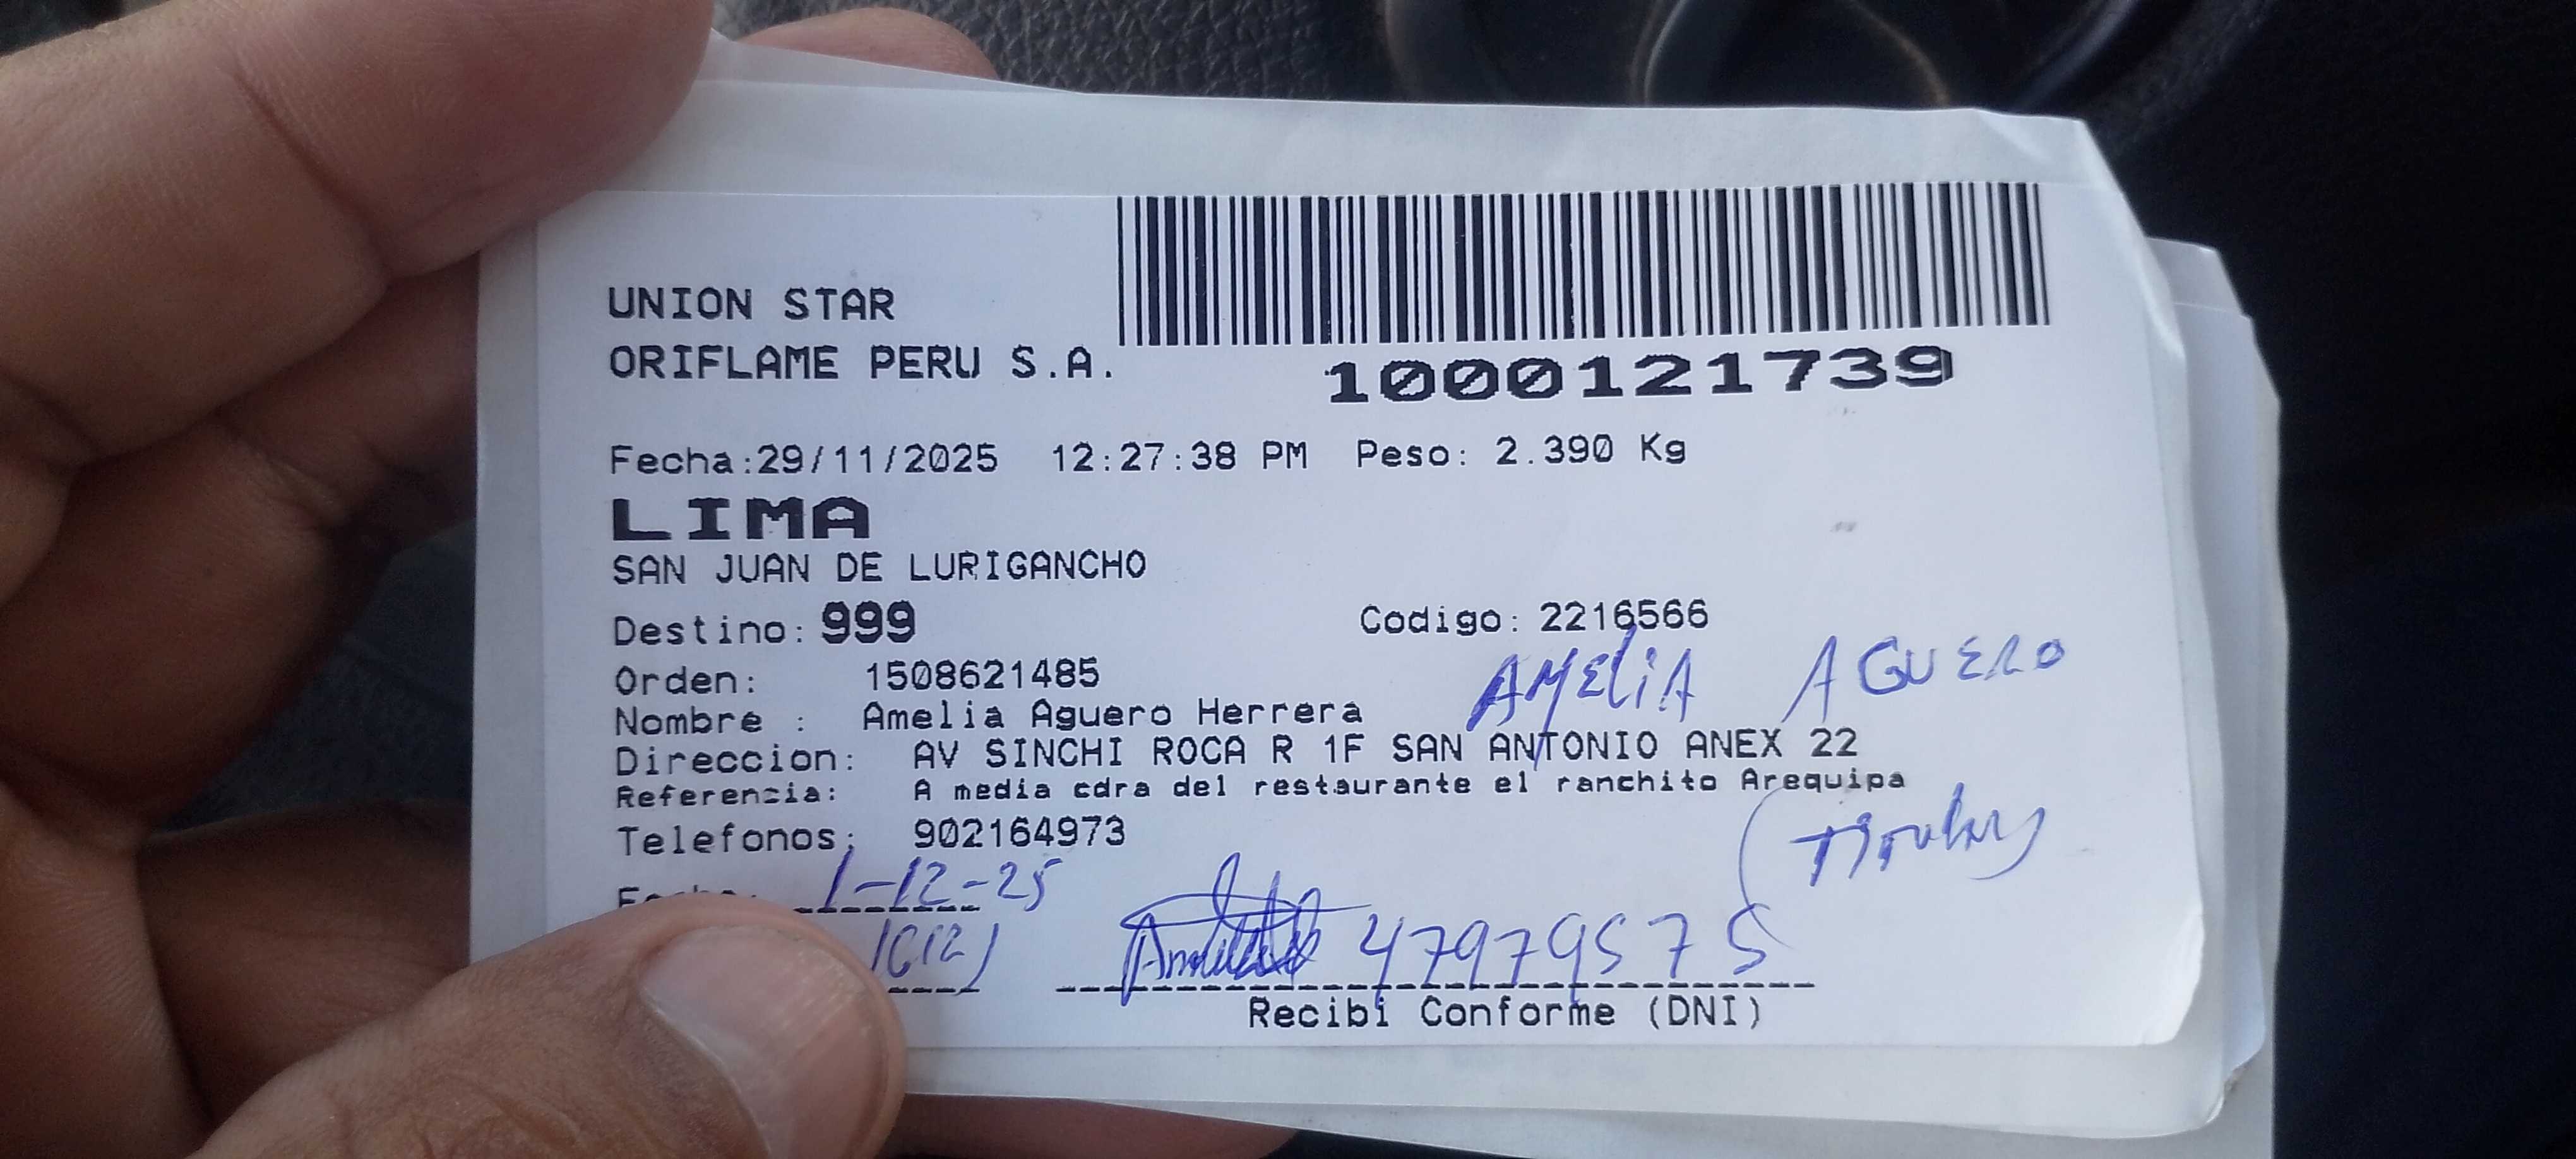 UNION STAR
ORIFLAME PERU S.A.
1000121739
Fecha:29/11/2025 12:27:38 PM Peso: 2.390 Kg
LIMA
SAN JUAN DE LURIGANCHO
Destino: 999 Codigo: 2216566
Orden: 1508621485
AMELIA AGUERO
Nombre : Amelia Aguero Herrera
Direccion: AV SINCHI ROCA R 1F SAN ANTONIO ANEX 22
Referencia: A media cdra del restaurante el ranchito Arequipa
Telefonos: 902164973
1-12-25
47979575
Recibi Conforme (DNI)